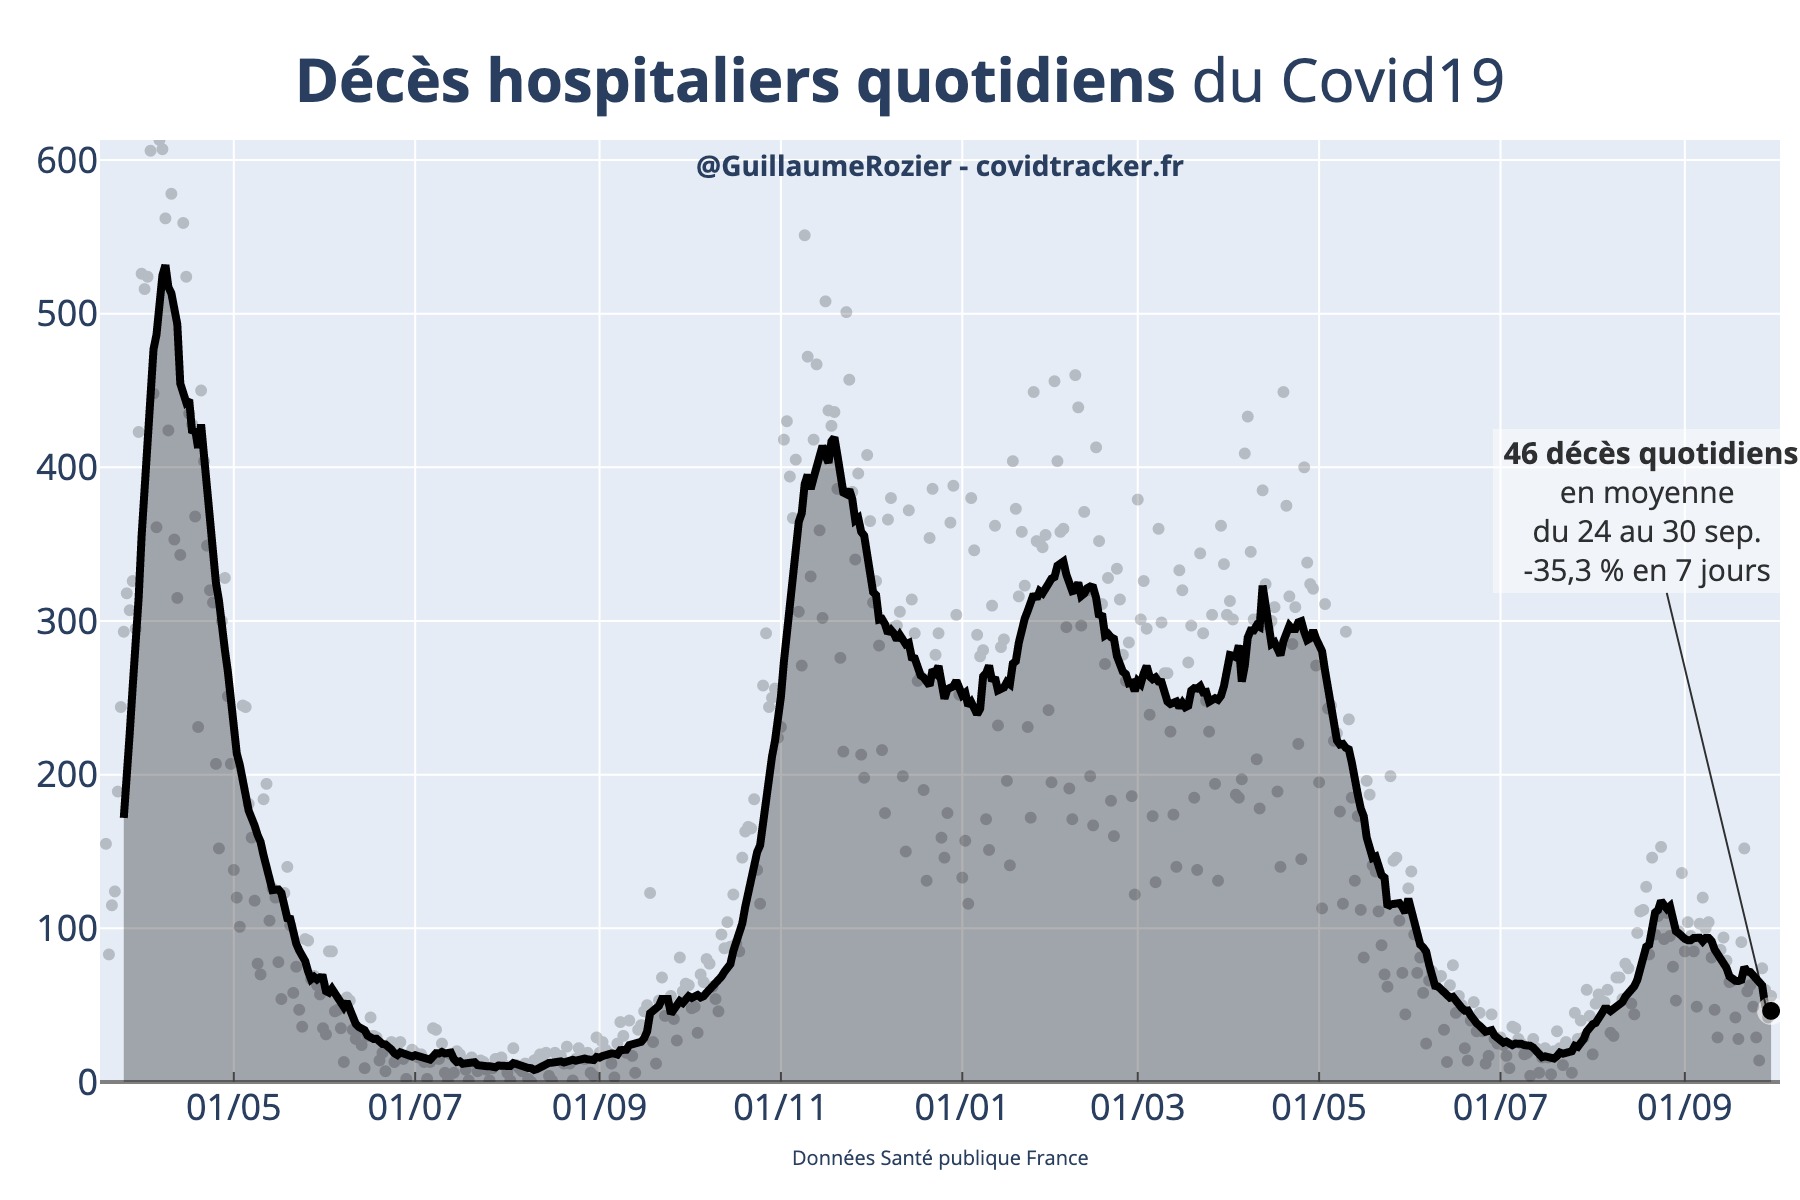 Décès hospitaliers quotidiens du Covid19
@GuillaumeRozier - covidtracker.fr
600
500
400
300
200
100
0
46 décès quotidiens
en moyenne
du 24 au 30 sep.
-35,3 % en 7 jours
01/05 01/07 01/09 01/11 01/01 01/03 01/05 01/07 01/09
Données Santé publique France